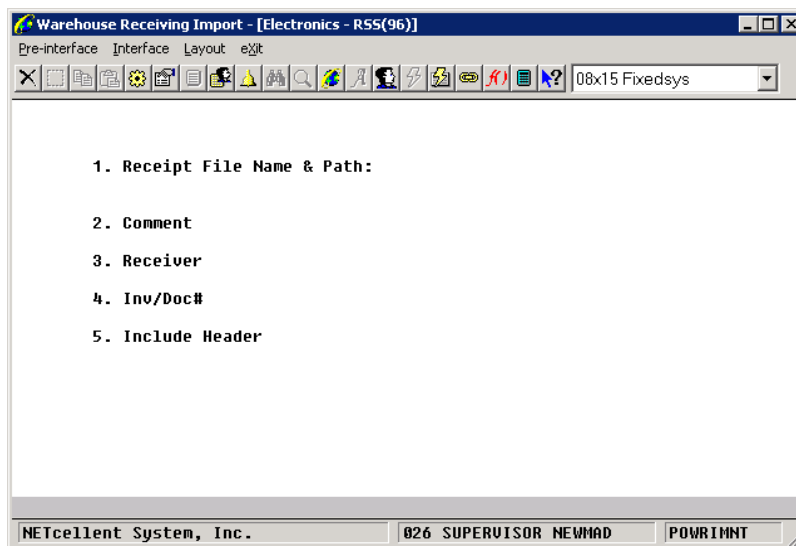 Warehouse Receiving Import - [Electronics - RSS(96)]
Pre-interface Interface Layout eXit
08x15 Fixedsys
1. Receipt File Name & Path:
2. Comment
3. Receiver
4. Inv/Doc#
5. Include Header
NETcellent System, Inc. 026 SUPERVISOR NEWMAD POWRIMNT